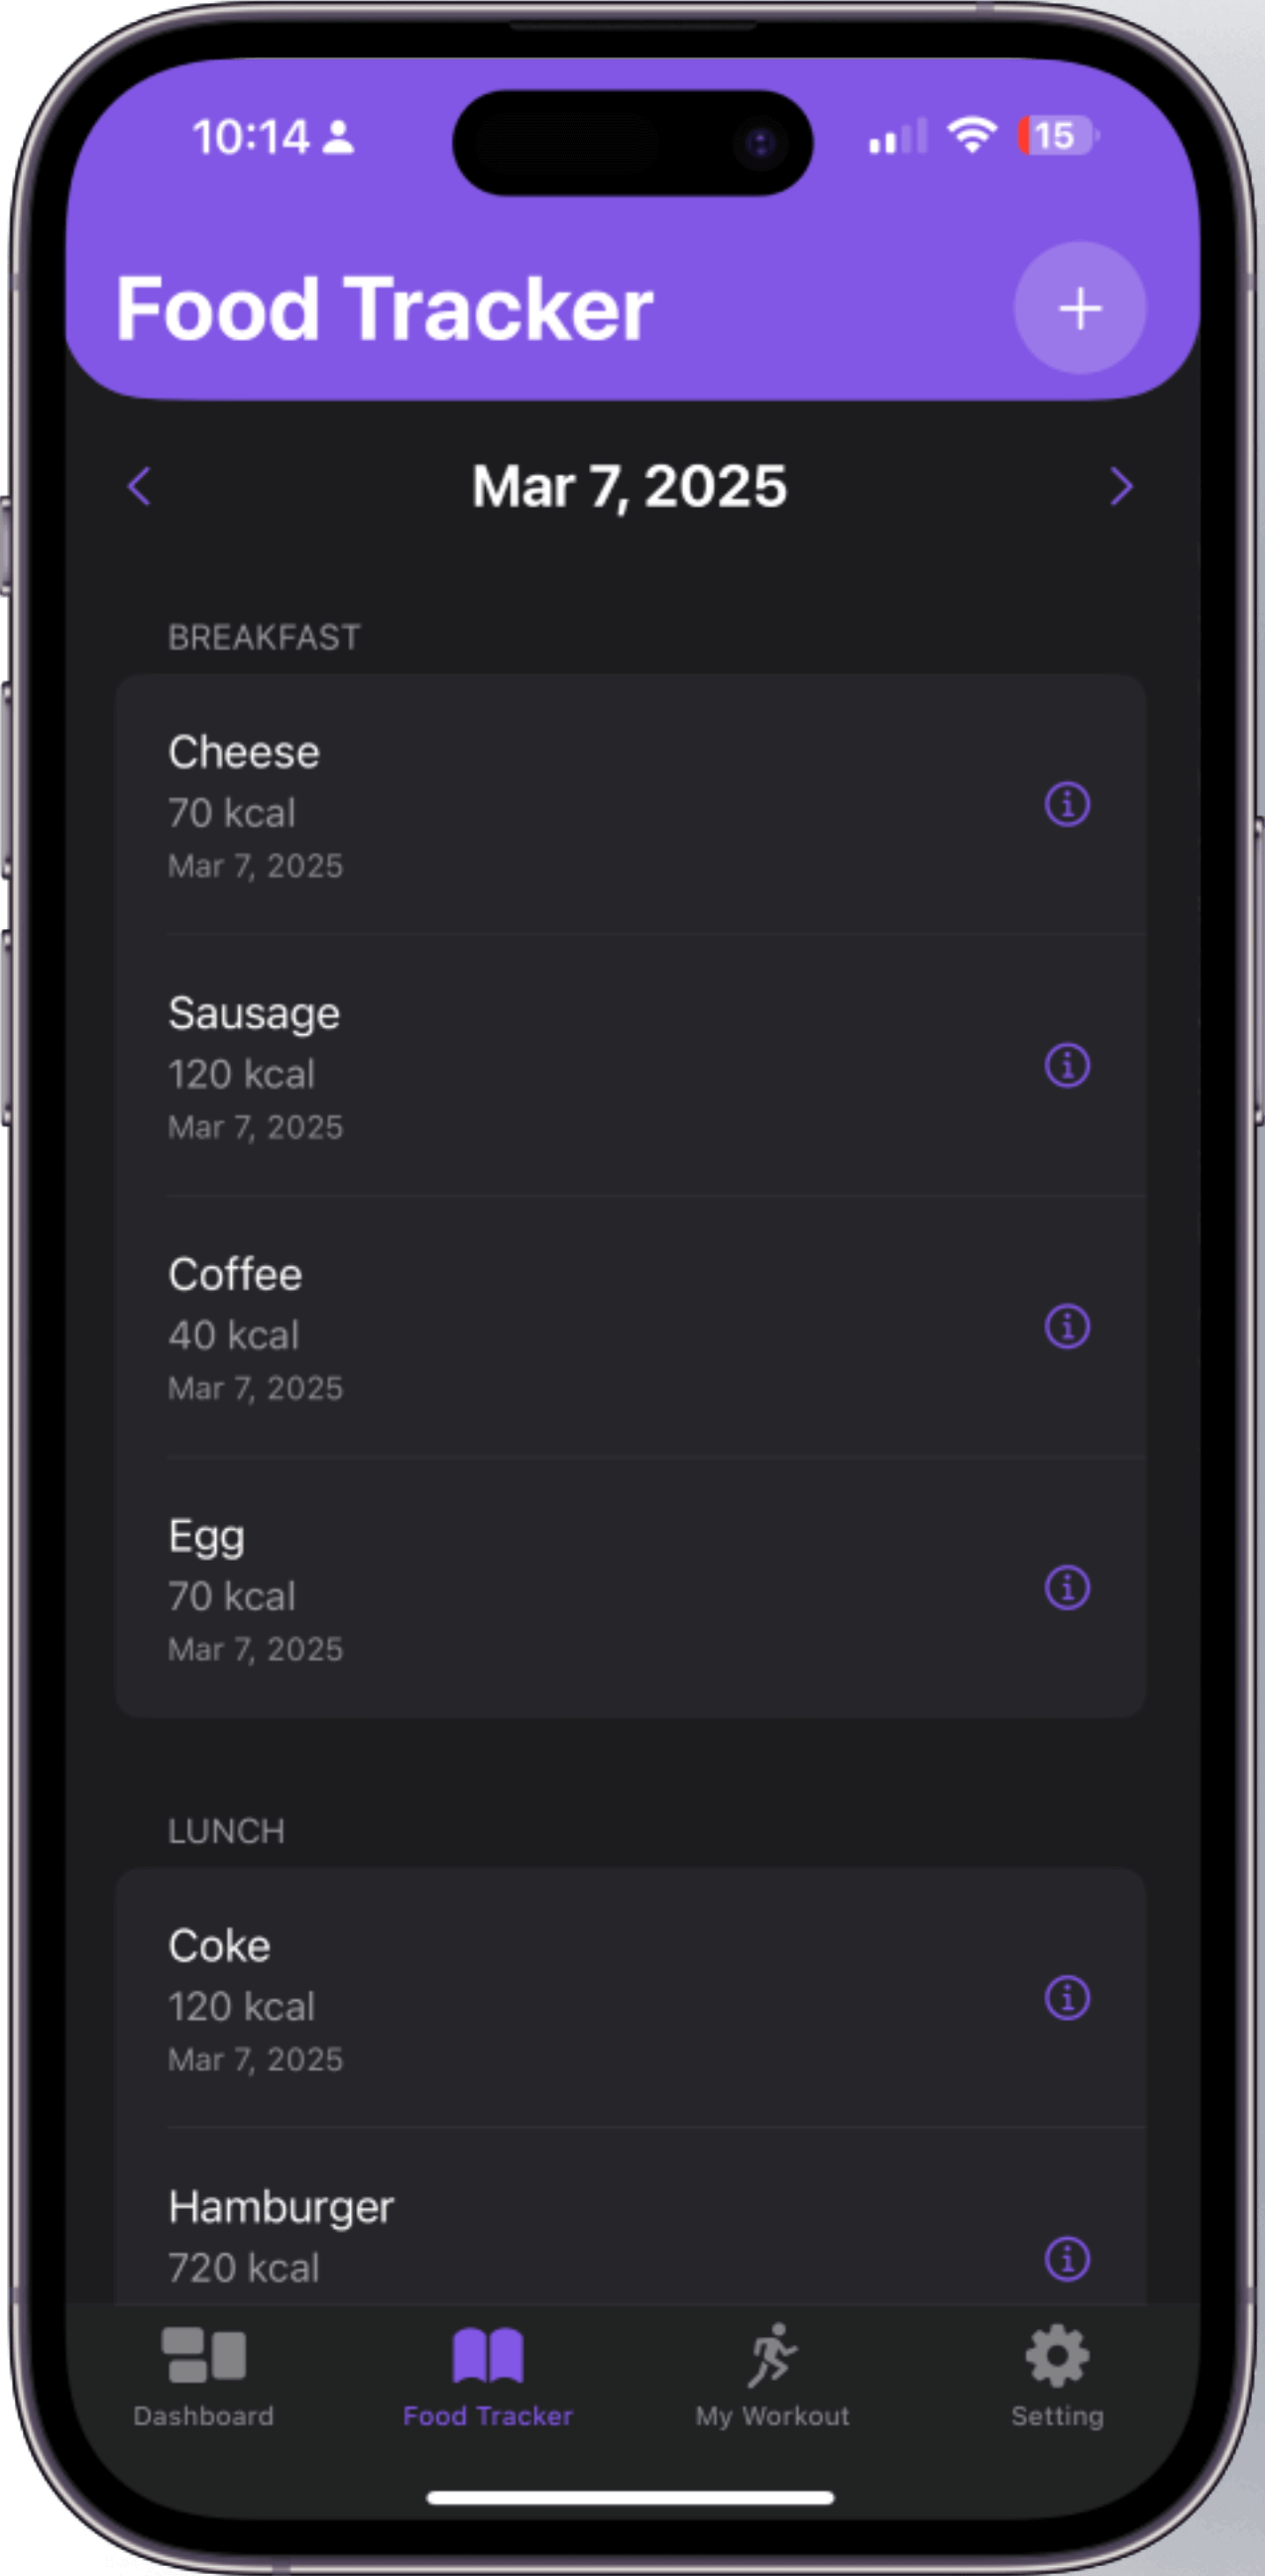 10:14
15
Food Tracker
Mar 7, 2025
BREAKFAST
Cheese
70 kcal
Mar 7, 2025
Sausage
120 kcal
Mar 7, 2025
Coffee
40 kcal
Mar 7, 2025
Egg
70 kcal
Mar 7, 2025
LUNCH
Coke
120 kcal
Mar 7, 2025
Hamburger
720 kcal
Dashboard
Food Tracker
My Workout
Setting